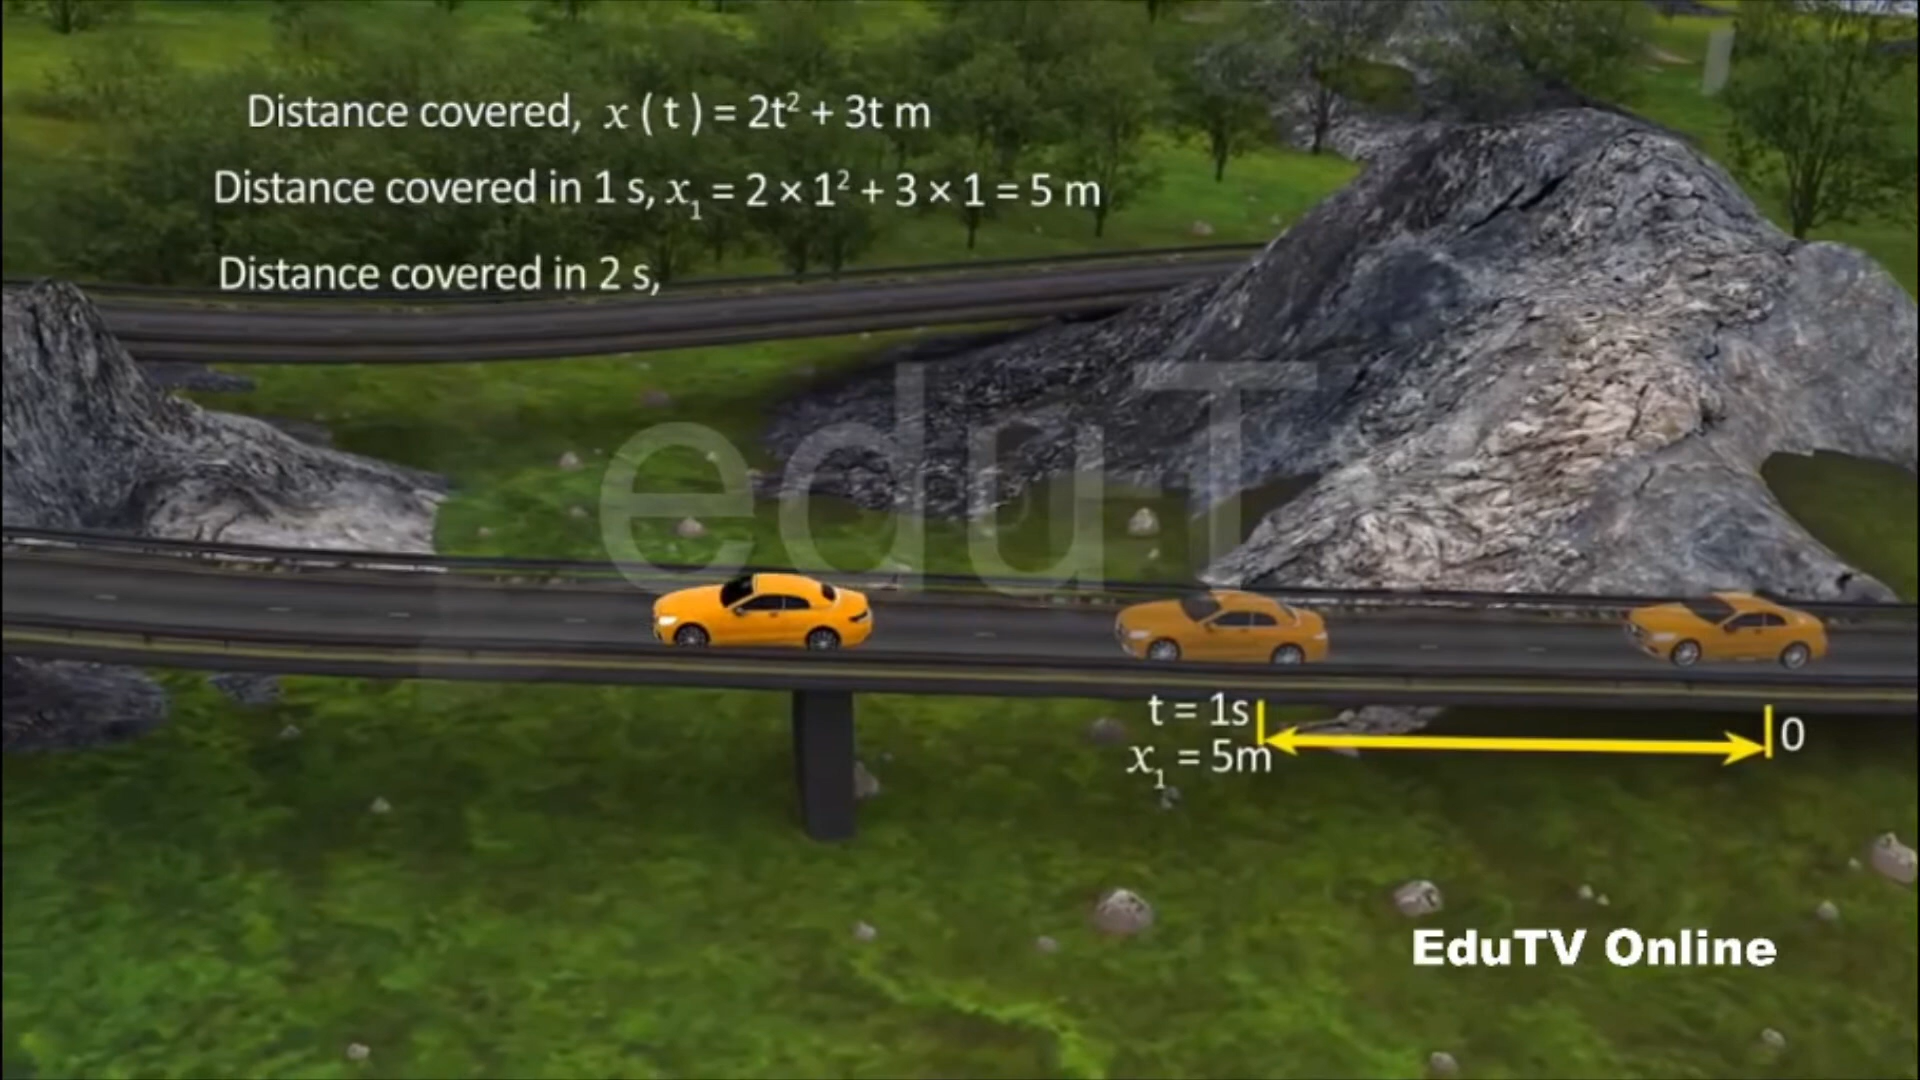 Distance covered, x ( t ) = 2t² + 3t m
Distance covered in 1 s, x₁ = 2 × 1² + 3 × 1 = 5 m
Distance covered in 2 s,
eduT
t = 1s
x₁ = 5m
0
EduTV Online